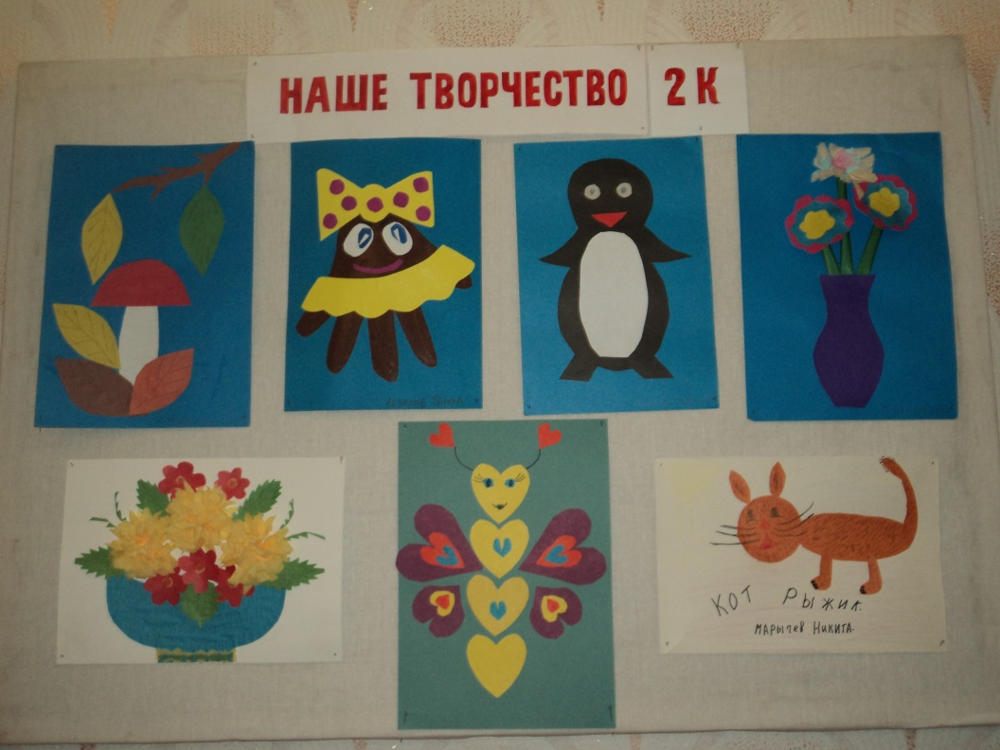 НАШЕ ТВОРЧЕСТВО 2 К
КОТ РЫЖИК.
МАРЫЧЕВ НИКИТА.